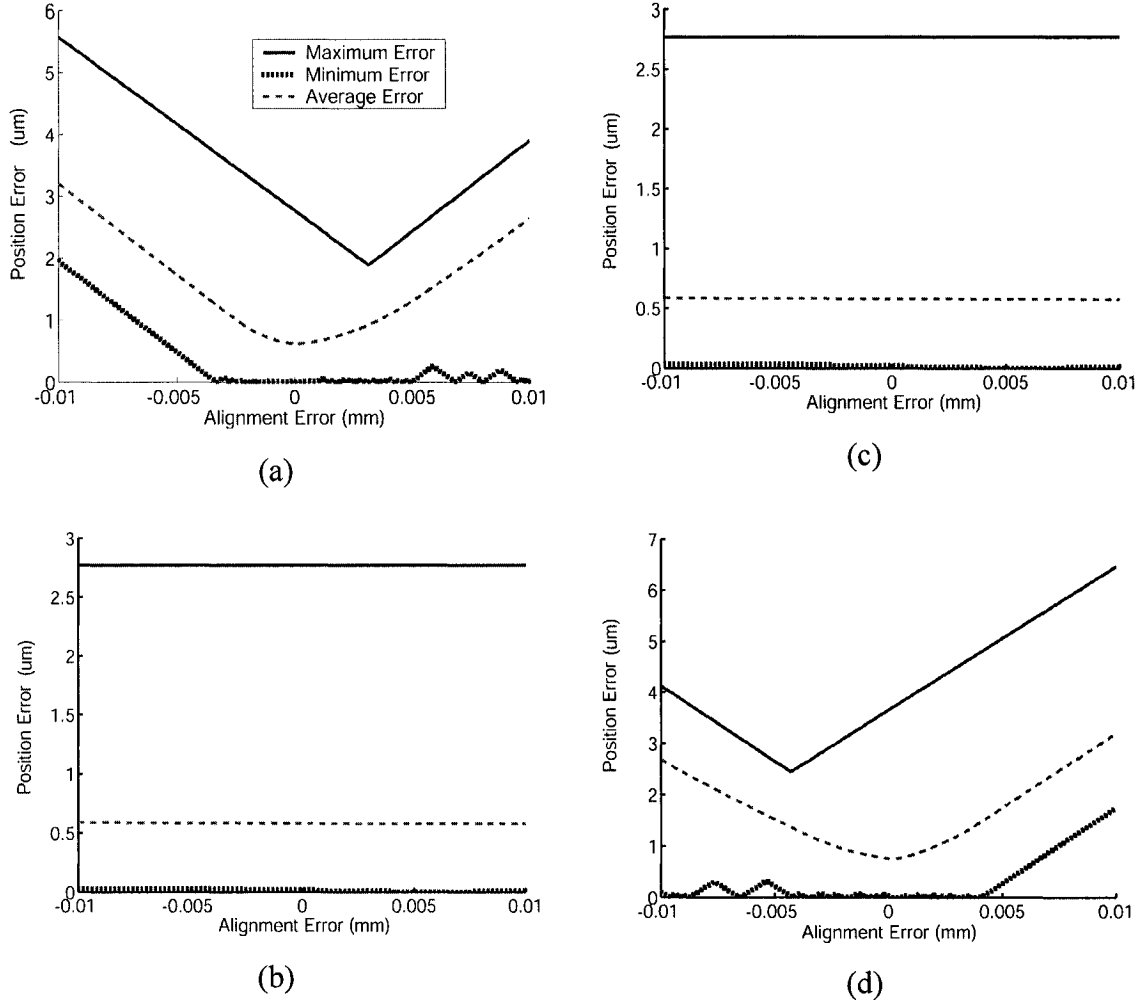 6
5
4
3
2
1
0
Position Error (um)
Maximum Error
Minimum Error
Average Error
-0.01 -0.005 0 0.005 0.01
Alignment Error (mm)
(a)
3
2.5
2
1.5
1
0.5
0
Position Error (um)
-0.01 -0.005 0 0.005 0.01
Alignment Error (mm)
(c)
3
2.5
2
1.5
1
0.5
0
Position Error (um)
-0.01 -0.005 0 0.005 0.01
Alignment Error (mm)
(b)
7
6
5
4
3
2
1
0
Position Error (um)
-0.01 -0.005 0 0.005 0.01
Alignment Error (mm)
(d)